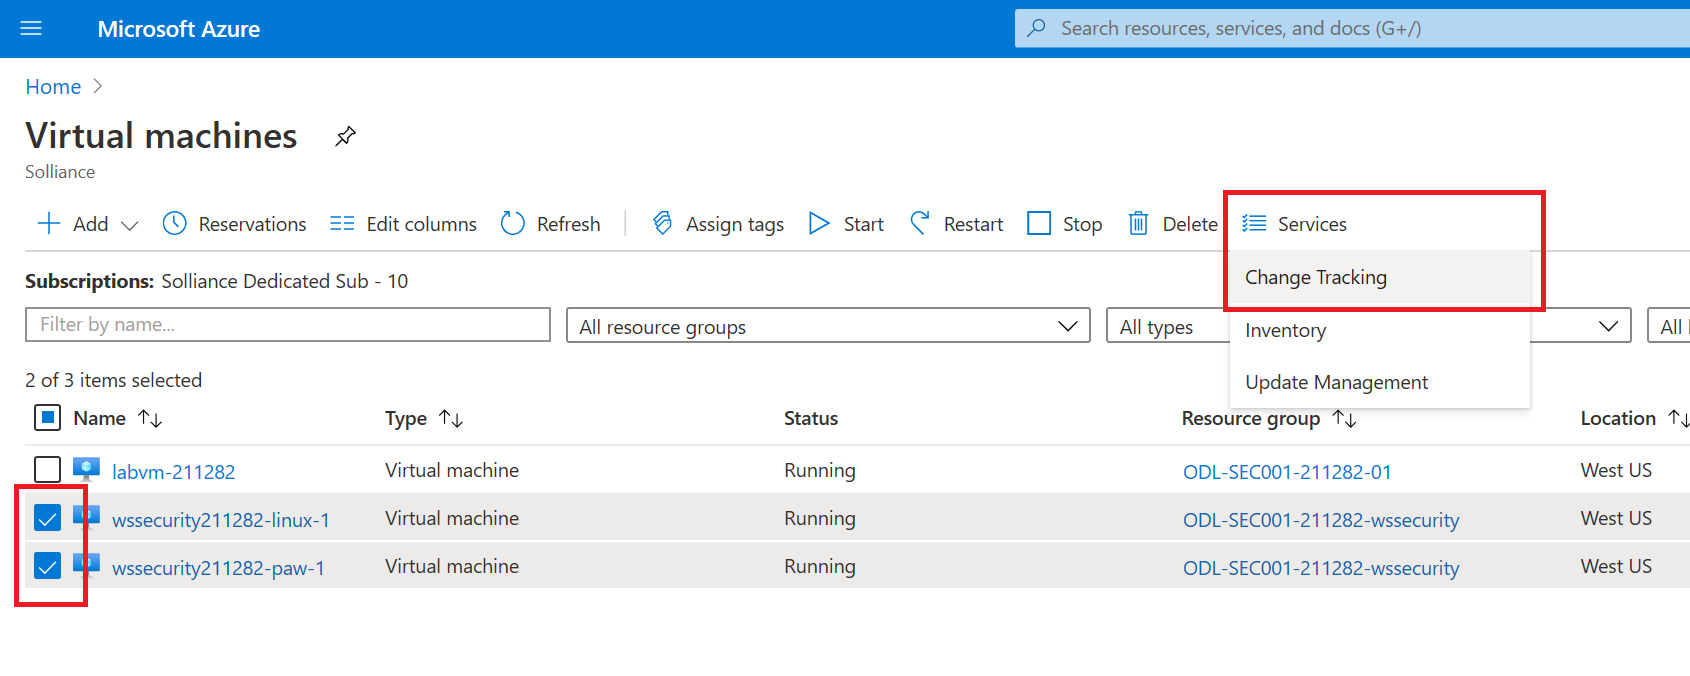 Microsoft Azure
Search resources, services, and docs (G+/)
Home
Virtual machines
Solliance
Add Reservations Edit columns Refresh Assign tags Start Restart Stop Delete Services
Change Tracking
Inventory
Update Management
Subscriptions: Solliance Dedicated Sub - 10
Filter by name... All resource groups All types All
2 of 3 items selected
Name Type Status Resource group Location
labvm-211282 Virtual machine Running ODL-SEC001-211282-01 West US
wssecurity211282-linux-1 Virtual machine Running ODL-SEC001-211282-wssecurity West US
wssecurity211282-paw-1 Virtual machine Running ODL-SEC001-211282-wssecurity West US